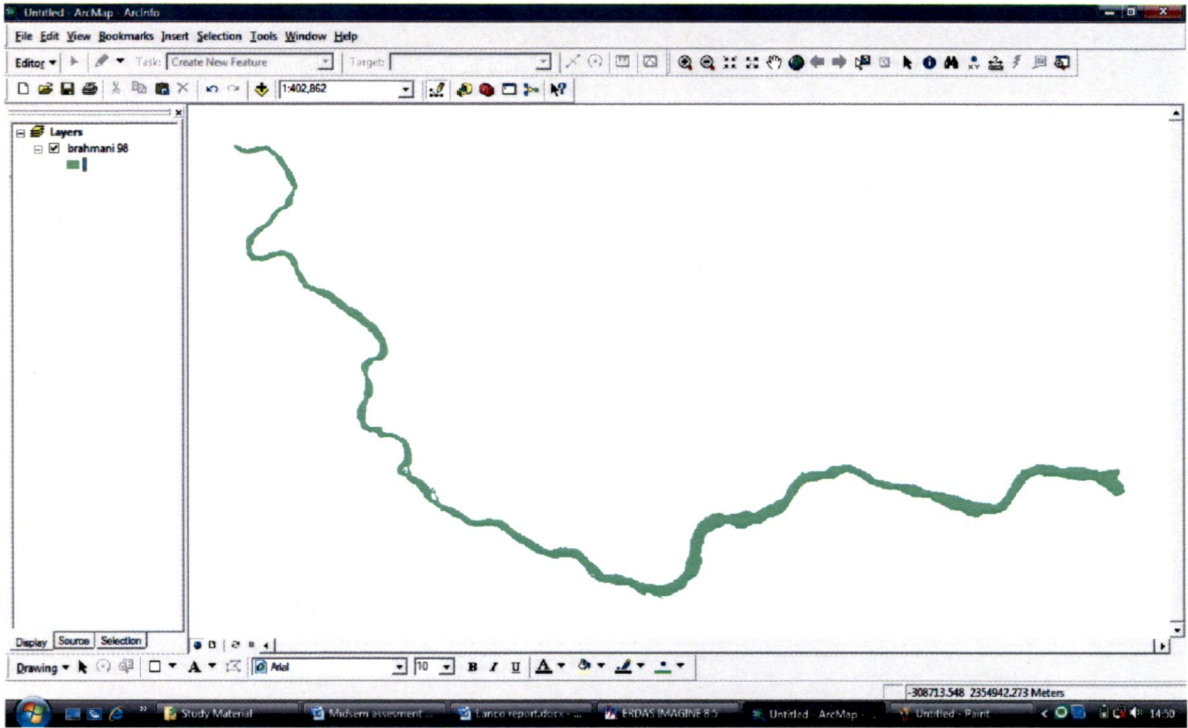 Untitled - ArcMap - ArcInfo
File Edit View Bookmarks Insert Selection Tools Window Help
Editor Task: Create New Feature Target:
1:402,862
Layers
brahmani 98
Display Source Selection
Drawing A Arial 10 B I U A
-308713.548 2354942.273 Meters
Study Material Midsem assesment ... Lanco report.docx - ... ERDAS IMAGINE 8.5 Untitled - ArcMap - ... Untitled - Paint 14:50